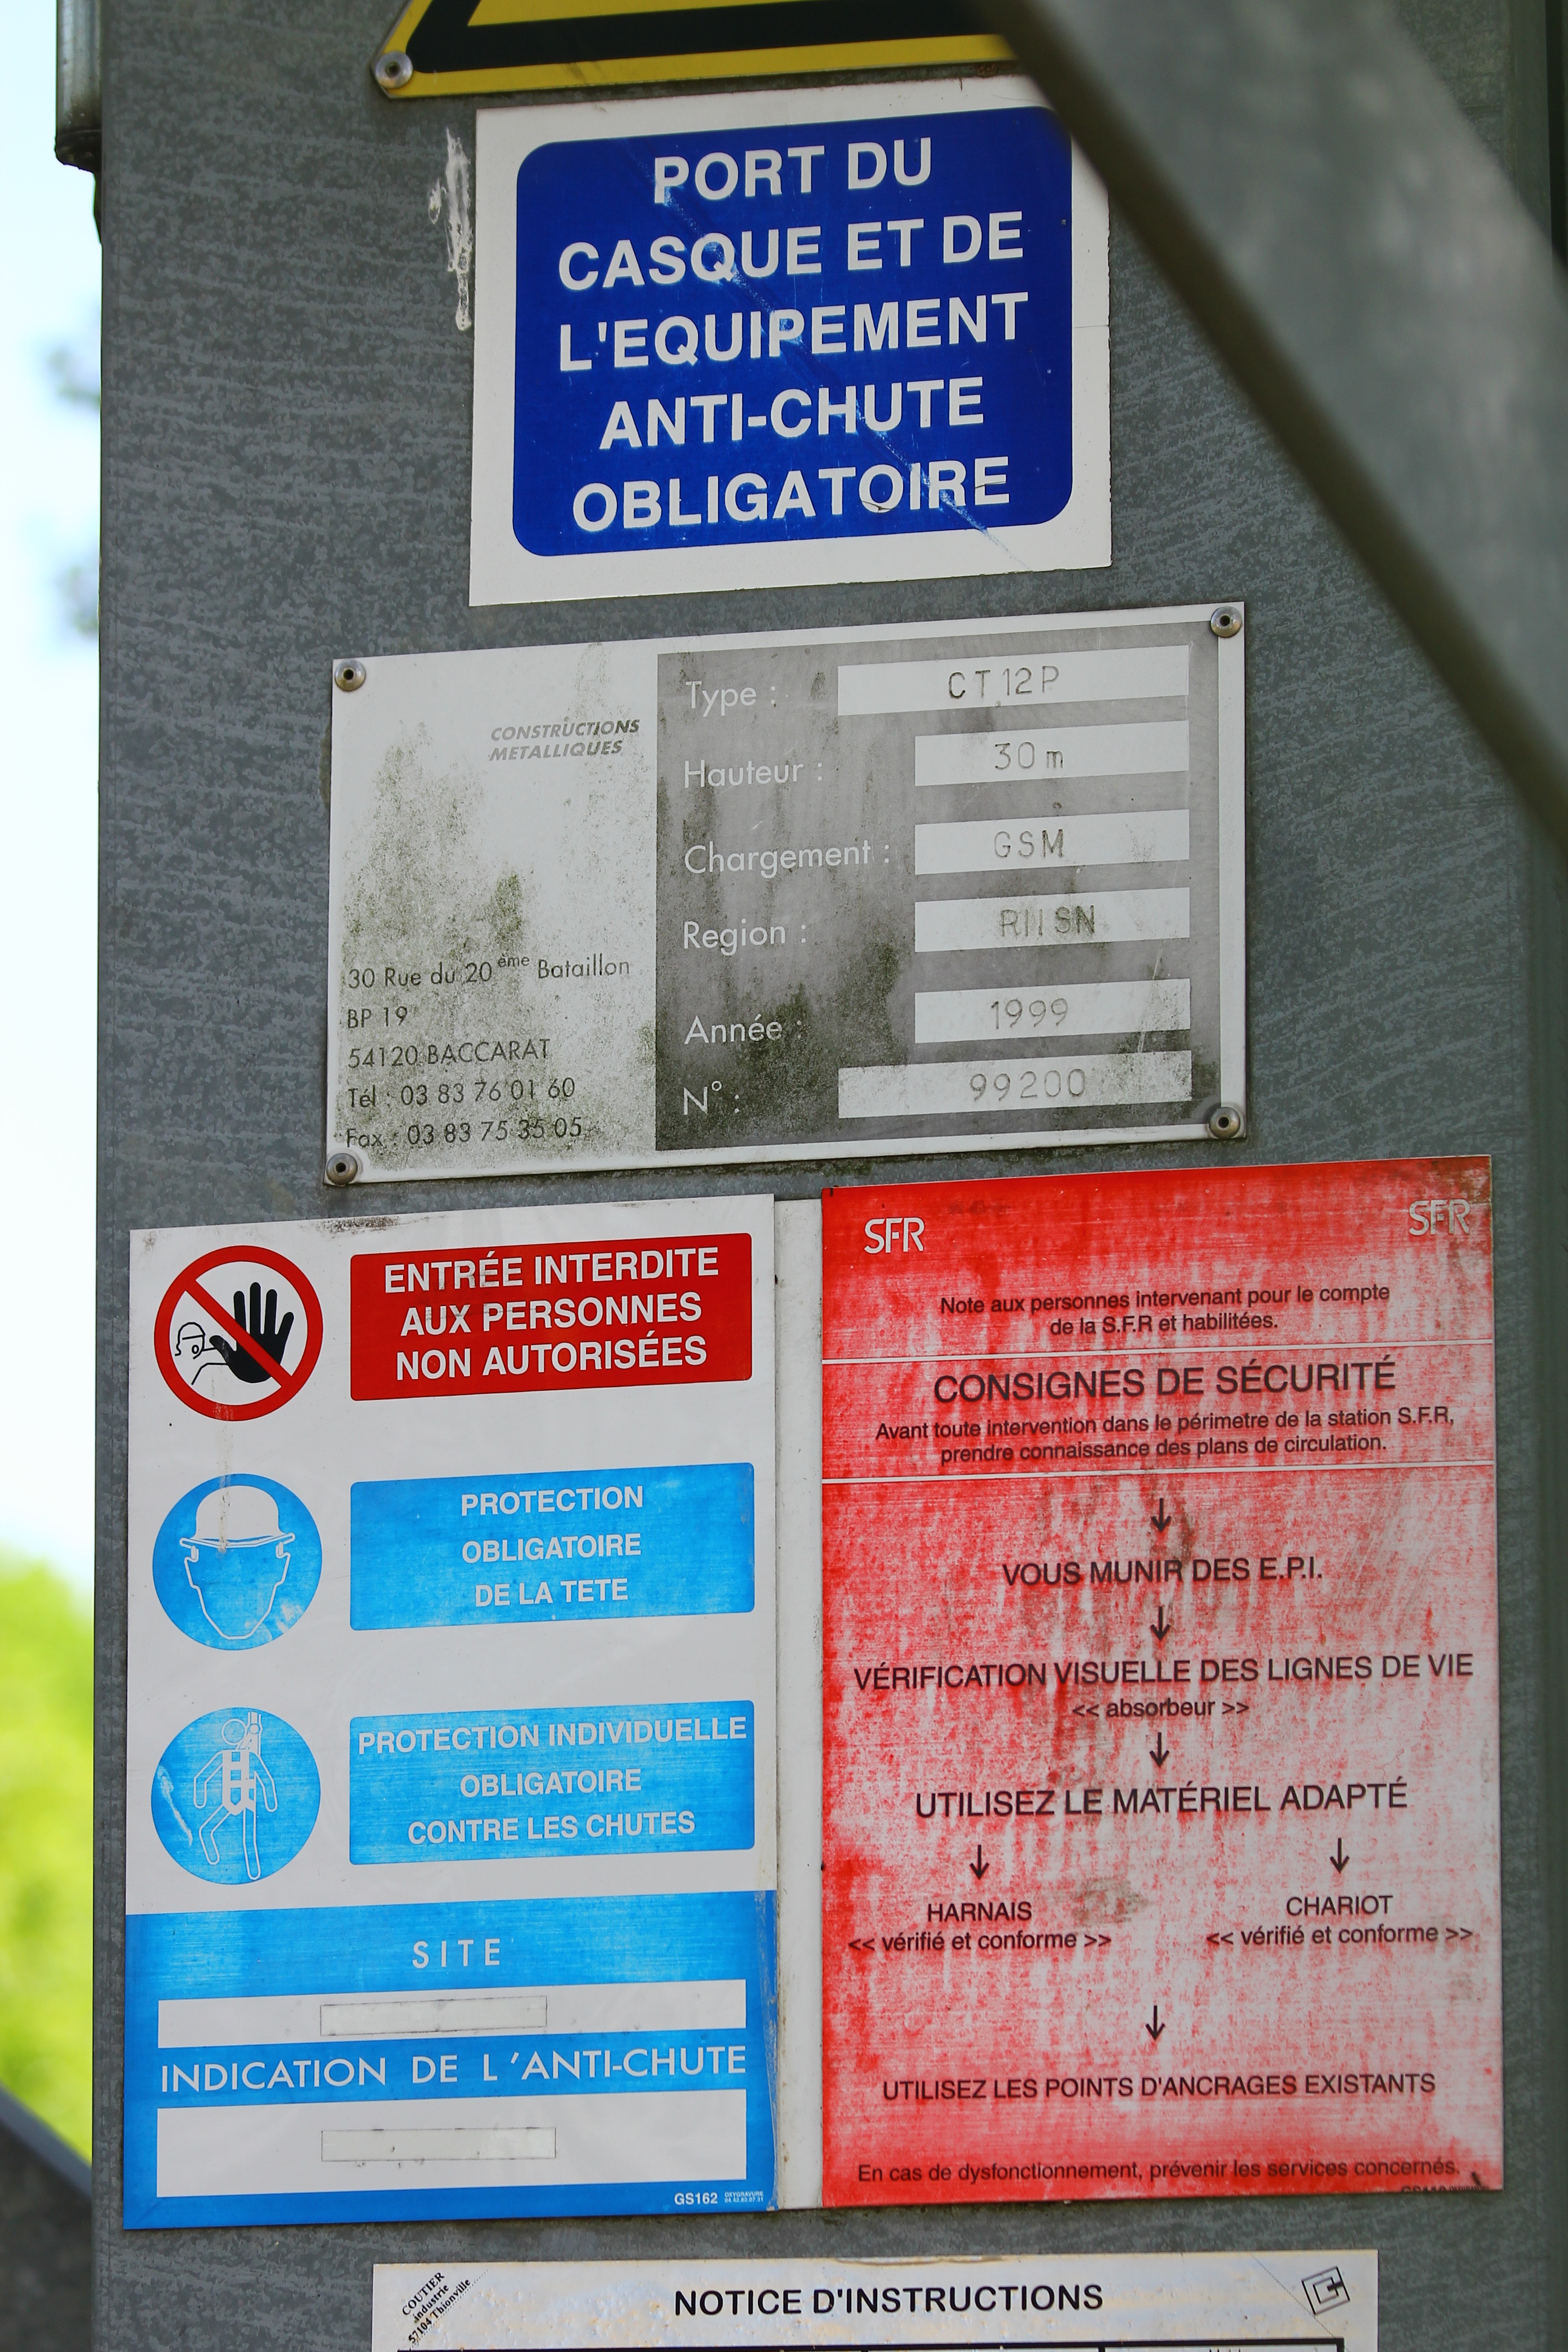 PORT DU
CASQUE ET DE
L'EQUIPEMENT
ANTI-CHUTE
OBLIGATOIRE
CONSTRUCTIONS
METALLIQUES
30 Rue du 20ème Bataillon
BP 19
54120 BACCARAT
Tél : 03 83 76 01 60
Fax : 03 83 75 35 05
Type : CT12P
Hauteur : 30m
Chargement : GSM
Region :
Année : 1999
N° : 99200
ENTRÉE INTERDITE
AUX PERSONNES
NON AUTORISÉES
PROTECTION
OBLIGATOIRE
DE LA TETE
PROTECTION INDIVIDUELLE
OBLIGATOIRE
CONTRE LES CHUTES
SITE
INDICATION DE L'ANTI-CHUTE
GS162
SFR
SFR
Note aux personnes intervenant pour le compte
de la S.F.R et habilitées.
CONSIGNES DE SÉCURITÉ
Avant toute intervention dans le périmetre de la station S.F.R,
prendre connaissance des plans de circulation.
VOUS MUNIR DES E.P.I.
VÉRIFICATION VISUELLE DES LIGNES DE VIE
<< absorbeur >>
UTILISEZ LE MATÉRIEL ADAPTÉ
HARNAIS
<< vérifié et conforme >>
CHARIOT
<< vérifié et conforme >>
UTILISEZ LES POINTS D'ANCRAGES EXISTANTS
En cas de dysfonctionnement, prévenir les services concernés.
COUTIER
industrie
57104 Thionville
NOTICE D'INSTRUCTIONS